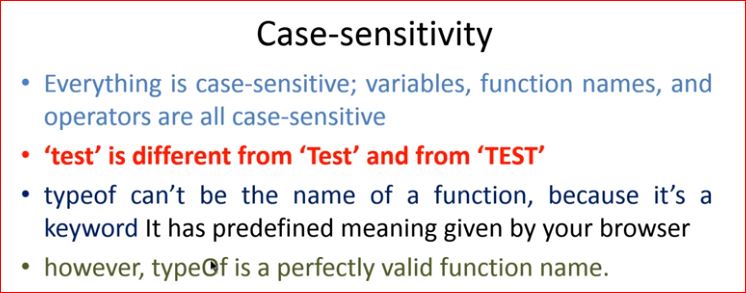 Case-sensitivity
• Everything is case-sensitive; variables, function names, and
operators are all case-sensitive
• ‘test’ is different from ‘Test’ and from ‘TEST’
• typeof can’t be the name of a function, because it’s a
keyword It has predefined meaning given by your browser
• however, typeOf is a perfectly valid function name.